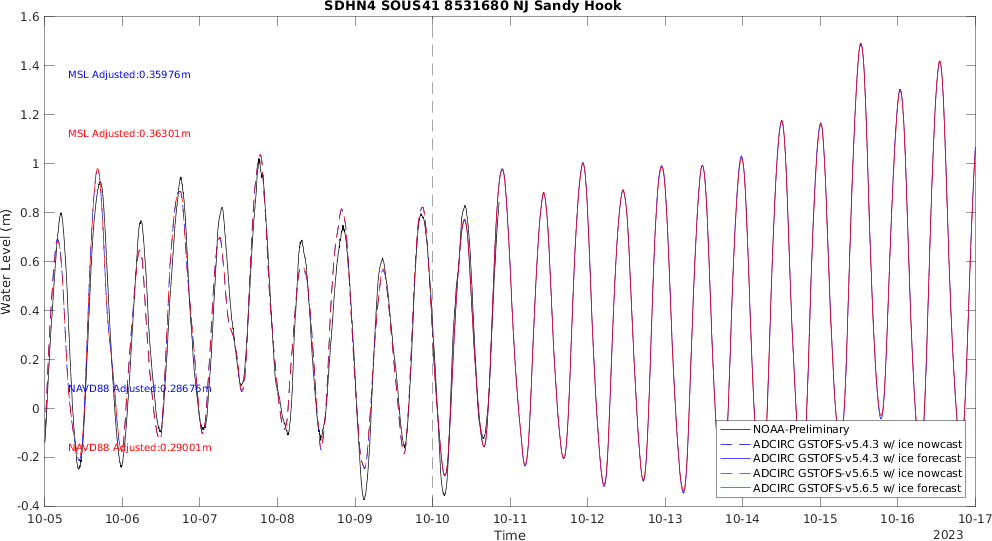 SDHN4 SOUS41 8531680 NJ Sandy Hook
1.6
1.4
1.2
1
0.8
0.6
0.4
0.2
0
-0.2
-0.4
Water Level (m)
MSL Adjusted:0.35976m
MSL Adjusted:0.36301m
NAVD88 Adjusted:0.28676m
NAVD88 Adjusted:0.29001m
NOAA-Preliminary
ADCIRC GSTOFS-v5.4.3 w/ ice nowcast
ADCIRC GSTOFS-v5.4.3 w/ ice forecast
ADCIRC GSTOFS-v5.6.5 w/ ice nowcast
ADCIRC GSTOFS-v5.6.5 w/ ice forecast
10-05 10-06 10-07 10-08 10-09 10-10 10-11 10-12 10-13 10-14 10-15 10-16 10-17
Time
2023